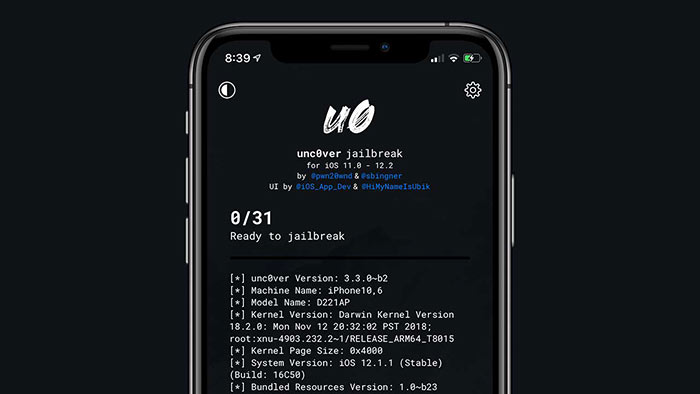 8:39
u0
unc0ver jailbreak
for iOS 11.0 - 12.2
by @pwn20wnd & @sbingner
UI by @iOS_App_Dev & @HiMyNameIsUbik
0/31
Ready to jailbreak
[*] unc0ver Version: 3.3.0~b2
[*] Machine Name: iPhone10,6
[*] Model Name: D221AP
[*] Kernel Version: Darwin Kernel Version
18.2.0: Mon Nov 12 20:32:02 PST 2018;
root:xnu-4903.232.2~1/RELEASE_ARM64_T8015
[*] Kernel Page Size: 0x4000
[*] System Version: iOS 12.1.1 (Stable)
(Build: 16C50)
[*] Bundled Resources Version: 1.0~b23